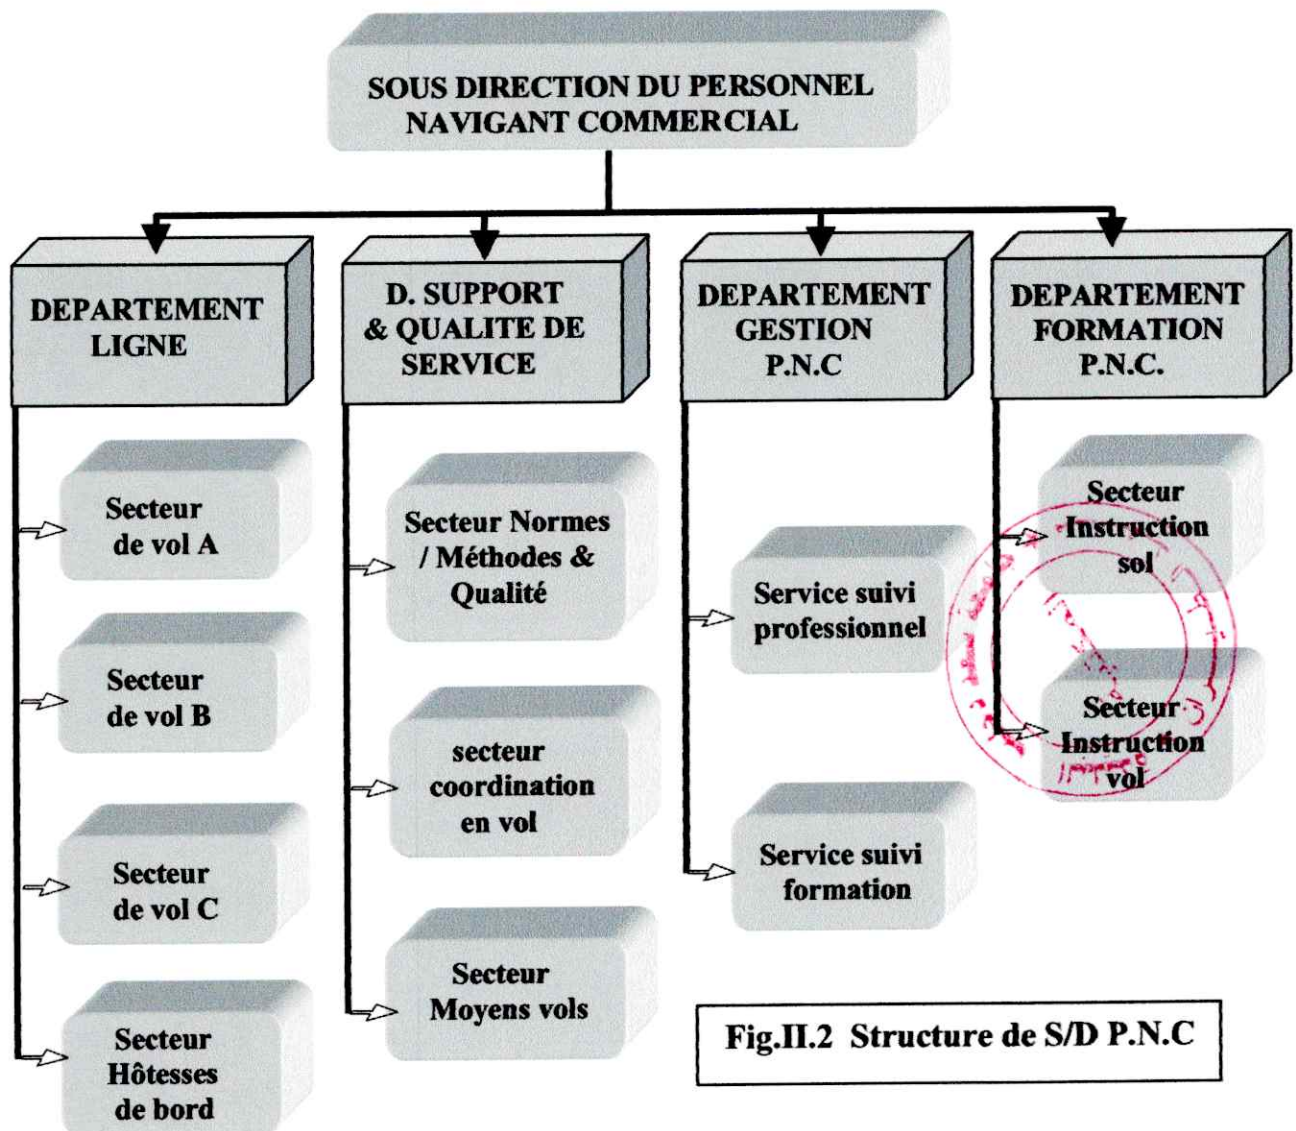 SOUS DIRECTION DU PERSONNEL
NAVIGANT COMMERCIAL
DEPARTEMENT
LIGNE
D. SUPPORT
& QUALITE DE
SERVICE
DEPARTEMENT
GESTION
P.N.C
DEPARTEMENT
FORMATION
P.N.C.
Secteur
de vol A
Secteur
de vol B
Secteur
de vol C
Secteur
Hôtesses
de bord
Secteur Normes
/ Méthodes &
Qualité
secteur
coordination
en vol
Secteur
Moyens vols
Service suivi
professionnel
Service suivi
formation
Secteur
Instruction
sol
Secteur
Instruction
vol
Fig.II.2 Structure de S/D P.N.C